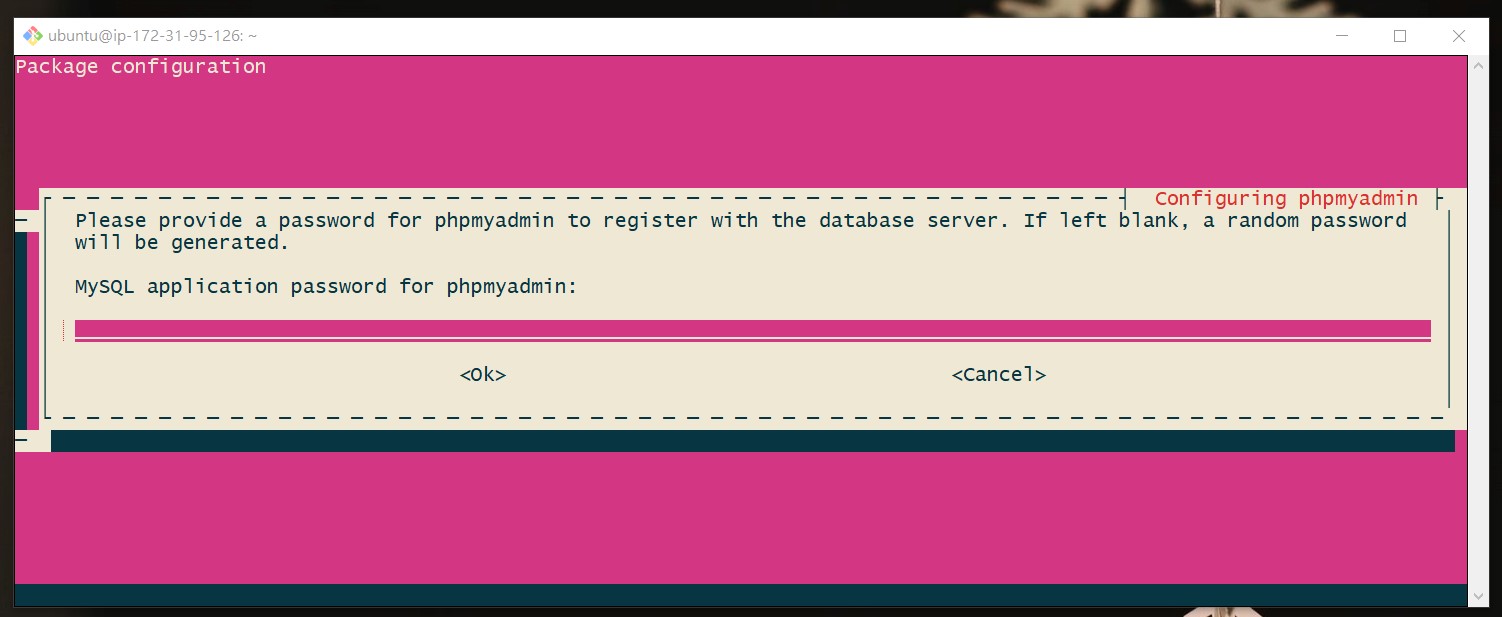 ubuntu@ip-172-31-95-126: ~
Package configuration
Configuring phpmyadmin
Please provide a password for phpmyadmin to register with the database server. If left blank, a random password
will be generated.
MySQL application password for phpmyadmin:
<Ok> <Cancel>